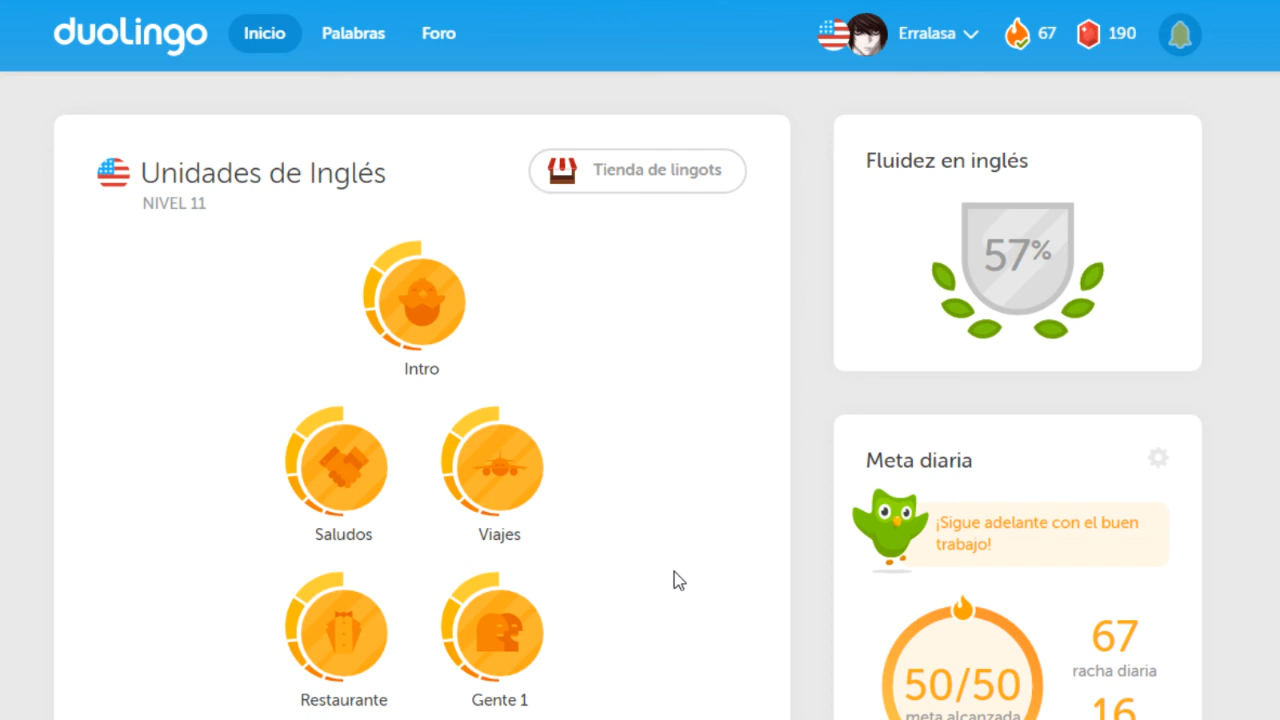 duolingo
Inicio
Palabras
Foro
Erralasa
67
190
Unidades de Inglés
NIVEL 11
Tienda de lingots
Intro
Saludos
Viajes
Restaurante
Gente 1
Fluidez en inglés
57%
Meta diaria
¡Sigue adelante con el buen
trabajo!
50/50
meta alcanzada
67
racha diaria
16